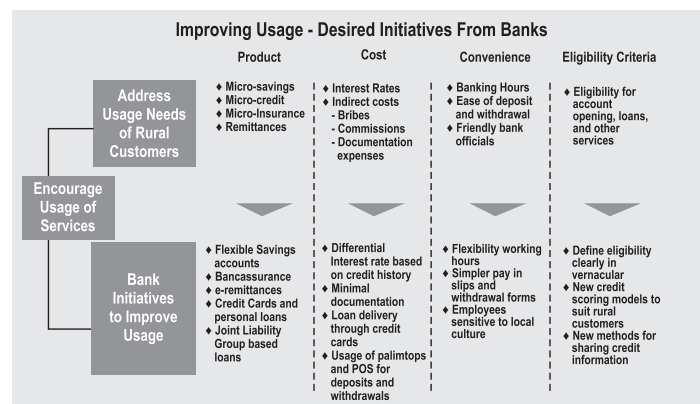 Improving Usage - Desired Initiatives From Banks
Product
Cost
Convenience
Eligibility Criteria
Address
Usage Needs
of Rural
Customers
♦ Micro-savings
♦ Micro-credit
♦ Micro-Insurance
♦ Remittances
♦ Interest Rates
♦ Indirect costs
- Bribes
- Commissions
- Documentation
expenses
♦ Banking Hours
♦ Ease of deposit
and withdrawal
♦ Friendly bank
officials
♦ Eligibility for
account
opening, loans,
and other
services
Encourage
Usage of
Services
Bank
Initiatives
to Improve
Usage
♦ Flexible Savings
accounts
♦ Bancassurance
♦ e-remittances
♦ Credit Cards and
personal loans
♦ Joint Liability
Group based
loans
♦ Differential
Interest rate based
on credit history
♦ Minimal
documentation
♦ Loan delivery
through credit
cards
♦ Usage of palimtops
and POS for
deposits and
withdrawals
♦ Flexibility working
hours
♦ Simpler pay in
slips and
withdrawal forms
♦ Employees
sensitive to local
culture
♦ Define eligibility
clearly in
vernacular
♦ New credit
scoring models to
suit rural
customers
♦ New methods for
sharing credit
information